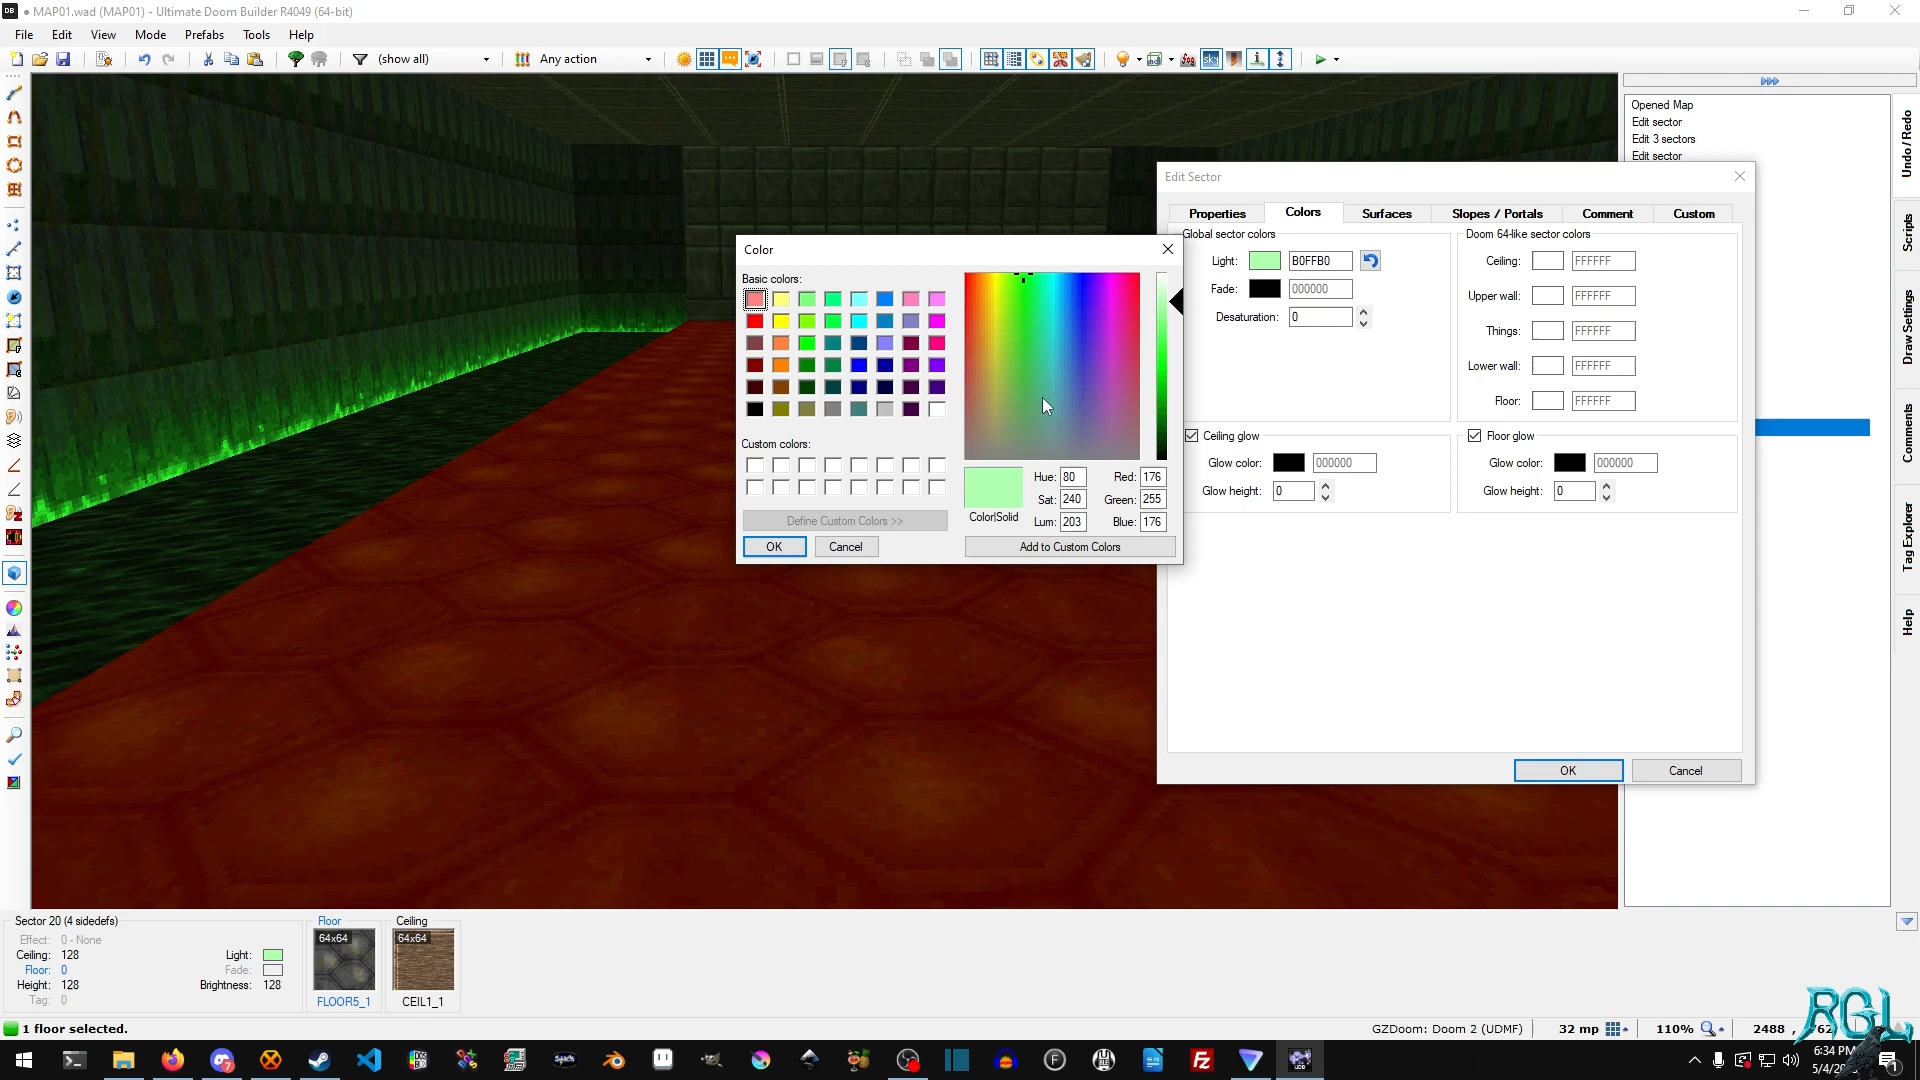 MAP01.wad (MAP01) - Ultimate Doom Builder R4049 (64-bit)
File Edit View Mode Prefabs Tools Help
(show all)
Any action
Opened Map
Edit sector
Edit 3 sectors
Edit sector
Undo / Redo
Scripts
Draw Settings
Comments
Tag Explorer
Help
Edit Sector
Properties Colors Surfaces Slopes / Portals Comment Custom
Global sector colors
Light: B0FFB0
Fade: 000000
Desaturation: 0
Doom 64-like sector colors
Ceiling: FFFFFF
Upper wall: FFFFFF
Things: FFFFFF
Lower wall: FFFFFF
Floor: FFFFFF
Ceiling glow
Glow color: 000000
Glow height: 0
Floor glow
Glow color: 000000
Glow height: 0
OK Cancel
Color
Basic colors:
Custom colors:
Define Custom Colors >>
OK Cancel
Color|Solid
Hue: 80
Sat: 240
Lum: 203
Red: 176
Green: 255
Blue: 176
Add to Custom Colors
Sector 20 (4 sidedefs)
Effect: 0 - None
Ceiling: 128
Floor: 0
Height: 128
Tag: 0
Light:
Fade:
Brightness: 128
Floor
64x64
FLOOR5_1
Ceiling
64x64
CEIL1_1
1 floor selected.
GZDoom: Doom 2 (UDMF)
32 mp
110%
2488 ,
RGL
6:34 PM